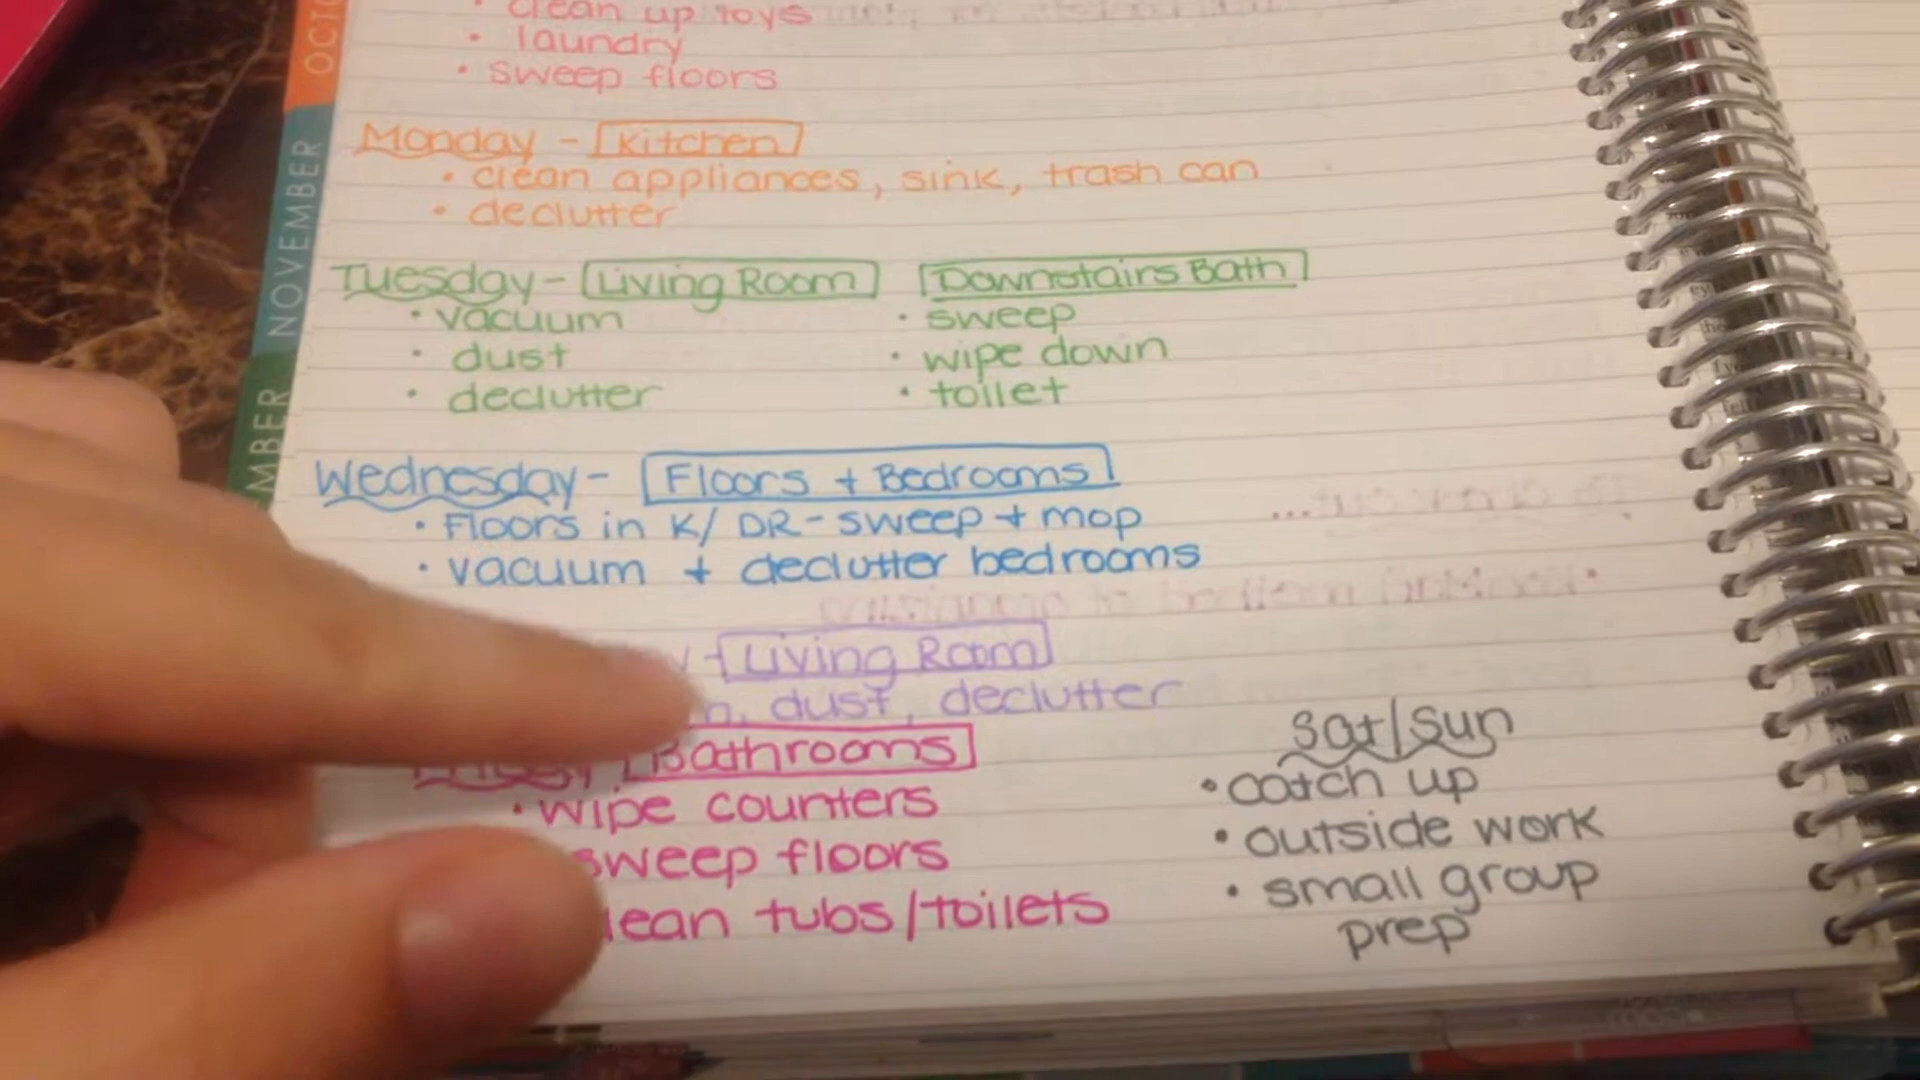 clean up toys
• laundry
• sweep floors
OCTO
NOVEMBER
MBER
Monday - Kitchen
• clean appliances, sink, trash can
• declutter
Tuesday - Living Room Downstairs Bath
• vacuum • sweep
• dust • wipe down
• declutter • toilet
Wednesday - Floors + Bedrooms
• Floors in K/DR - sweep + mop
• vacuum + declutter bedrooms
y - Living Room
dust, declutter
Bathrooms
• wipe counters
sweep floors
lean tubs/toilets
Sat/Sun
• catch up
• outside work
• small group
prep